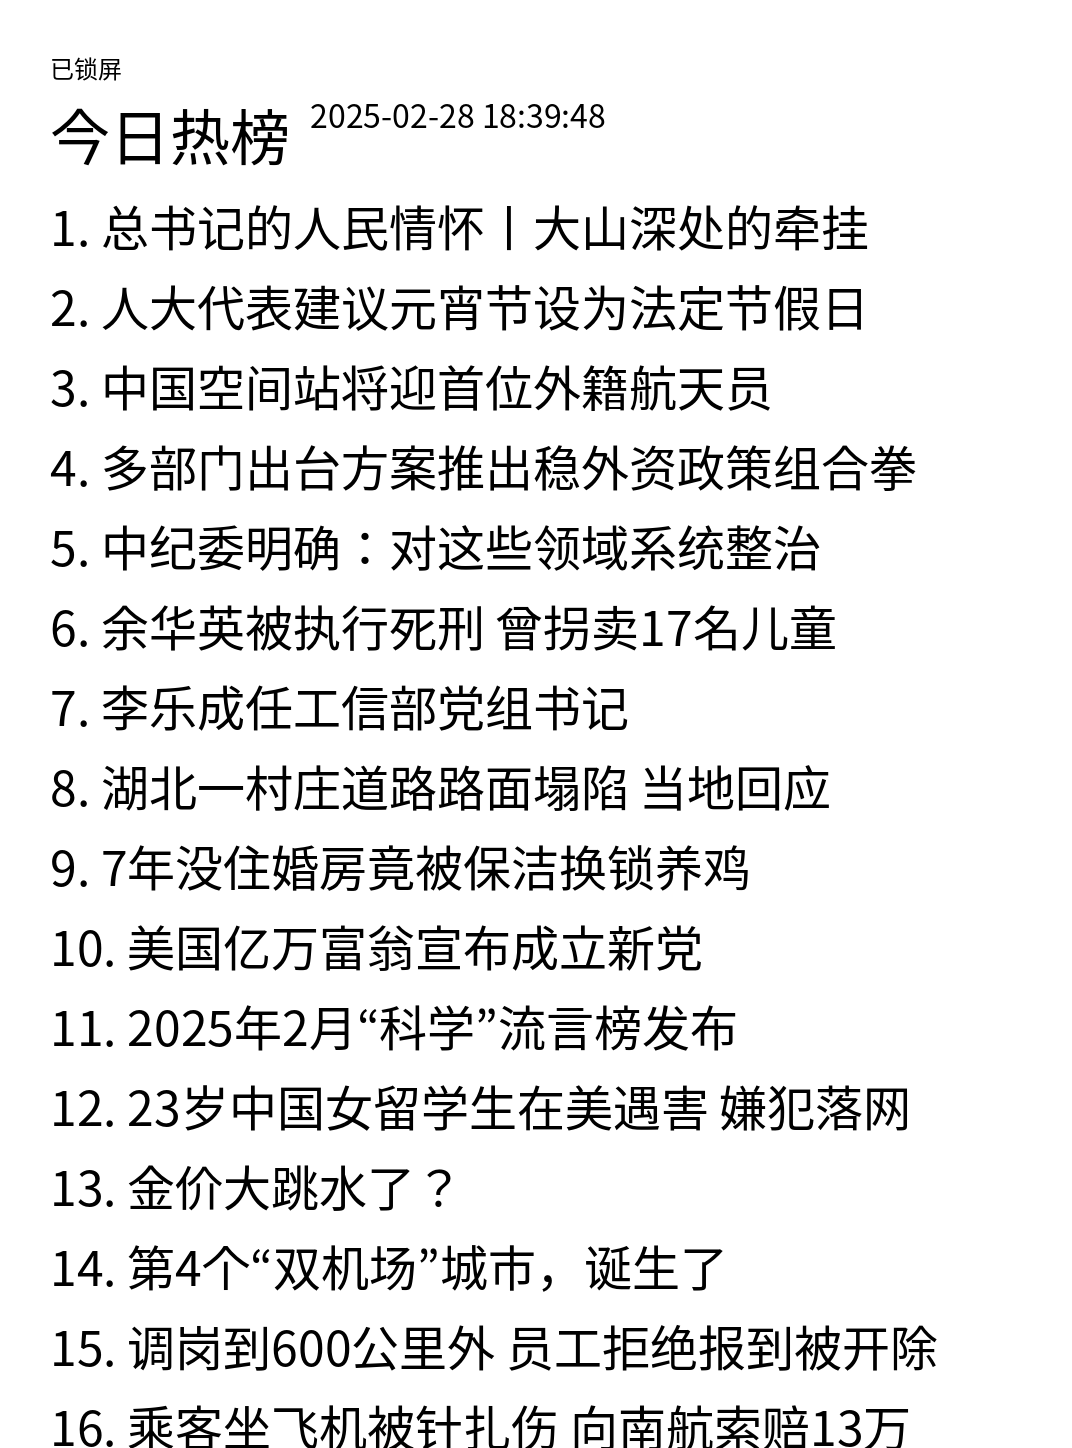 已锁屏
今日热榜 2025-02-28 18:39:48
1. 总书记的人民情怀丨大山深处的牵挂
2. 人大代表建议元宵节设为法定节假日
3. 中国空间站将迎首位外籍航天员
4. 多部门出台方案推出稳外资政策组合拳
5. 中纪委明确：对这些领域系统整治
6. 余华英被执行死刑 曾拐卖17名儿童
7. 李乐成任工信部党组书记
8. 湖北一村庄道路路面塌陷 当地回应
9. 7年没住婚房竟被保洁换锁养鸡
10. 美国亿万富翁宣布成立新党
11. 2025年2月“科学”流言榜发布
12. 23岁中国女留学生在美遇害 嫌犯落网
13. 金价大跳水了？
14. 第4个“双机场”城市，诞生了
15. 调岗到600公里外 员工拒绝报到被开除
16. 乘客坐飞机被针扎伤 向南航索赔13万